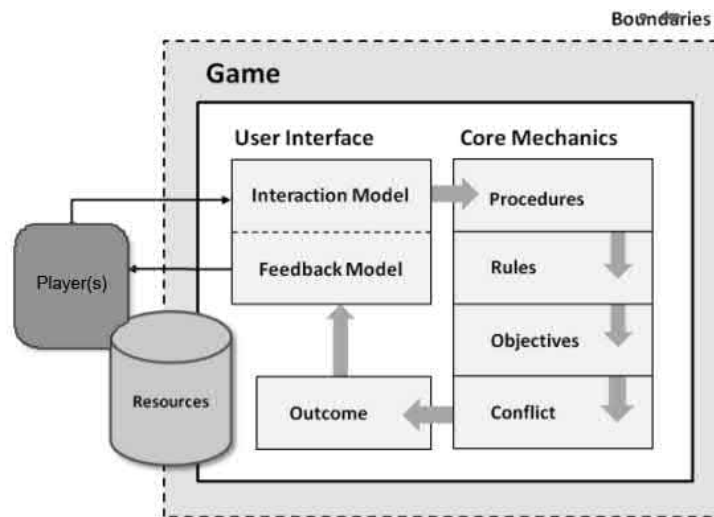 Boundaries
Game
User Interface
Core Mechanics
Interaction Model
Procedures
Feedback Model
Rules
Player(s)
Objectives
Resources
Outcome
Conflict